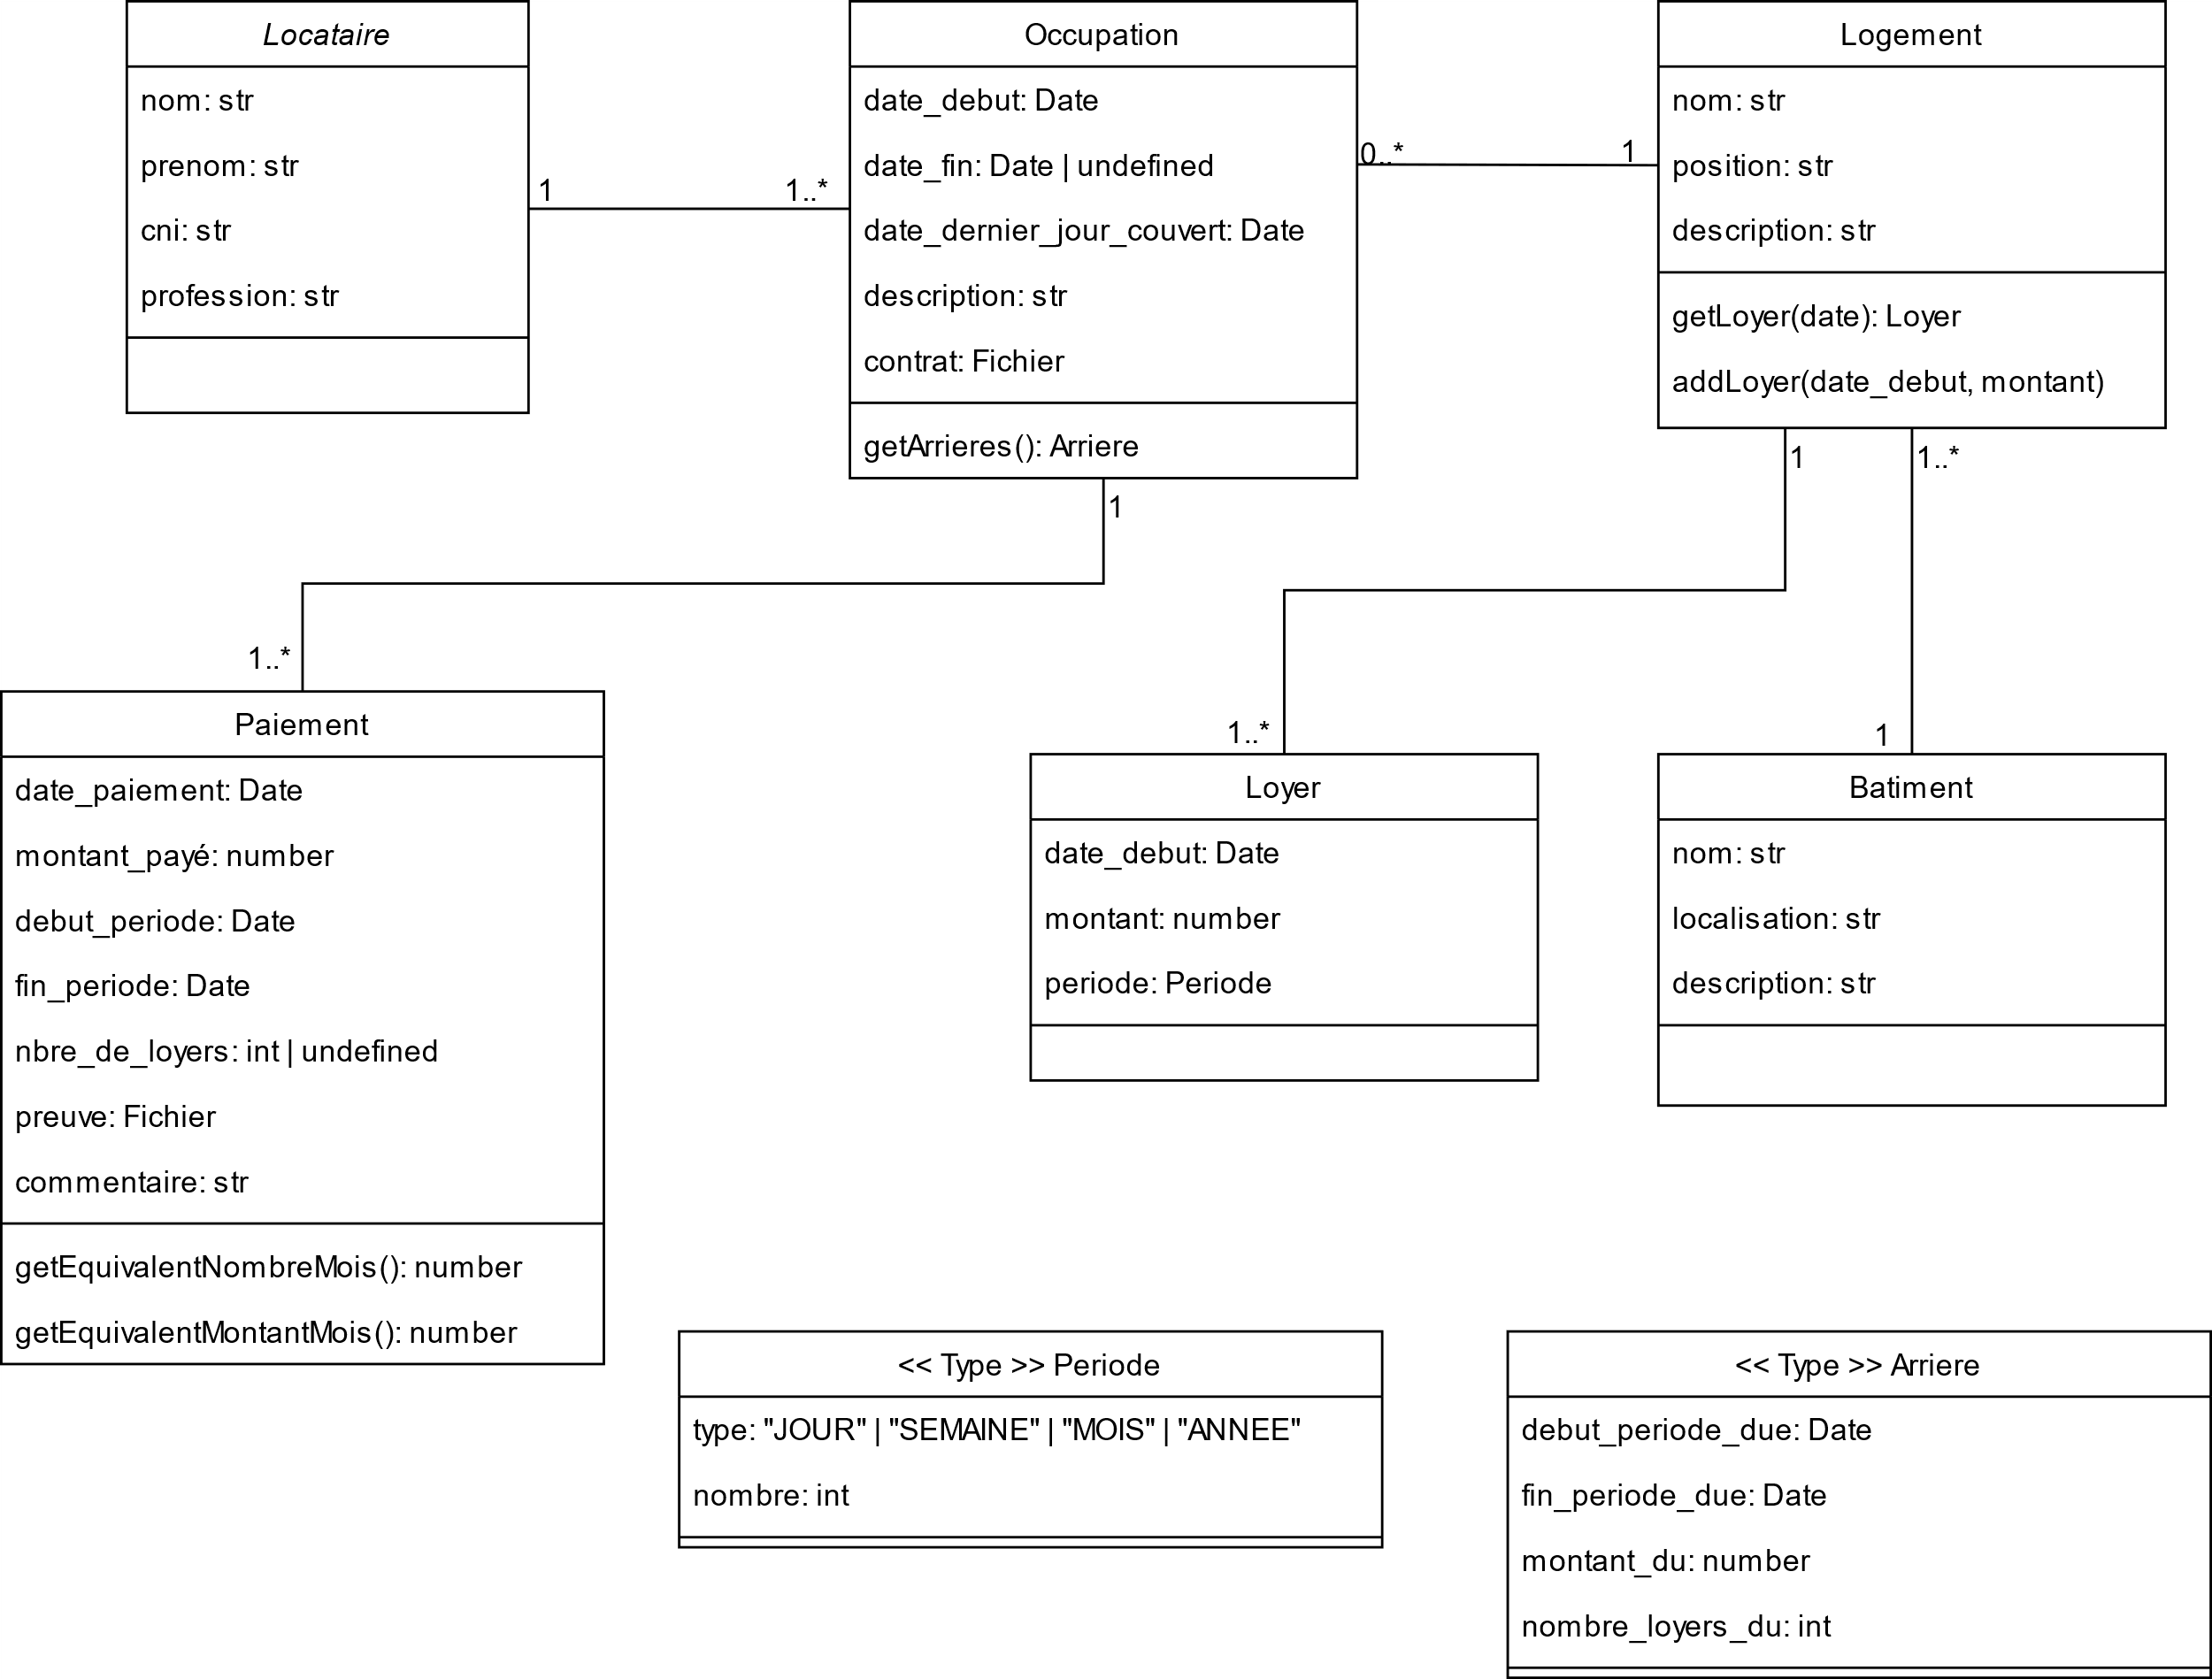 Locataire
nom: str
prenom: str
cni: str
profession: str
1
1..*
Occupation
date_debut: Date
date_fin: Date | undefined
date_dernier_jour_couvert: Date
description: str
contrat: Fichier
getArrieres(): Arriere
0..*
1
Logement
nom: str
position: str
description: str
getLoyer(date): Loyer
addLoyer(date_debut, montant)
1
1..*
1
1..*
1..*
1
Paiement
date_paiement: Date
montant_payé: number
debut_periode: Date
fin_periode: Date
nbre_de_loyers: int | undefined
preuve: Fichier
commentaire: str
getEquivalentNombreMois(): number
getEquivalentMontantMois(): number
Loyer
date_debut: Date
montant: number
periode: Periode
Batiment
nom: str
localisation: str
description: str
<< Type >> Periode
type: "JOUR" | "SEMAINE" | "MOIS" | "ANNEE"
nombre: int
<< Type >> Arriere
debut_periode_due: Date
fin_periode_due: Date
montant_du: number
nombre_loyers_du: int